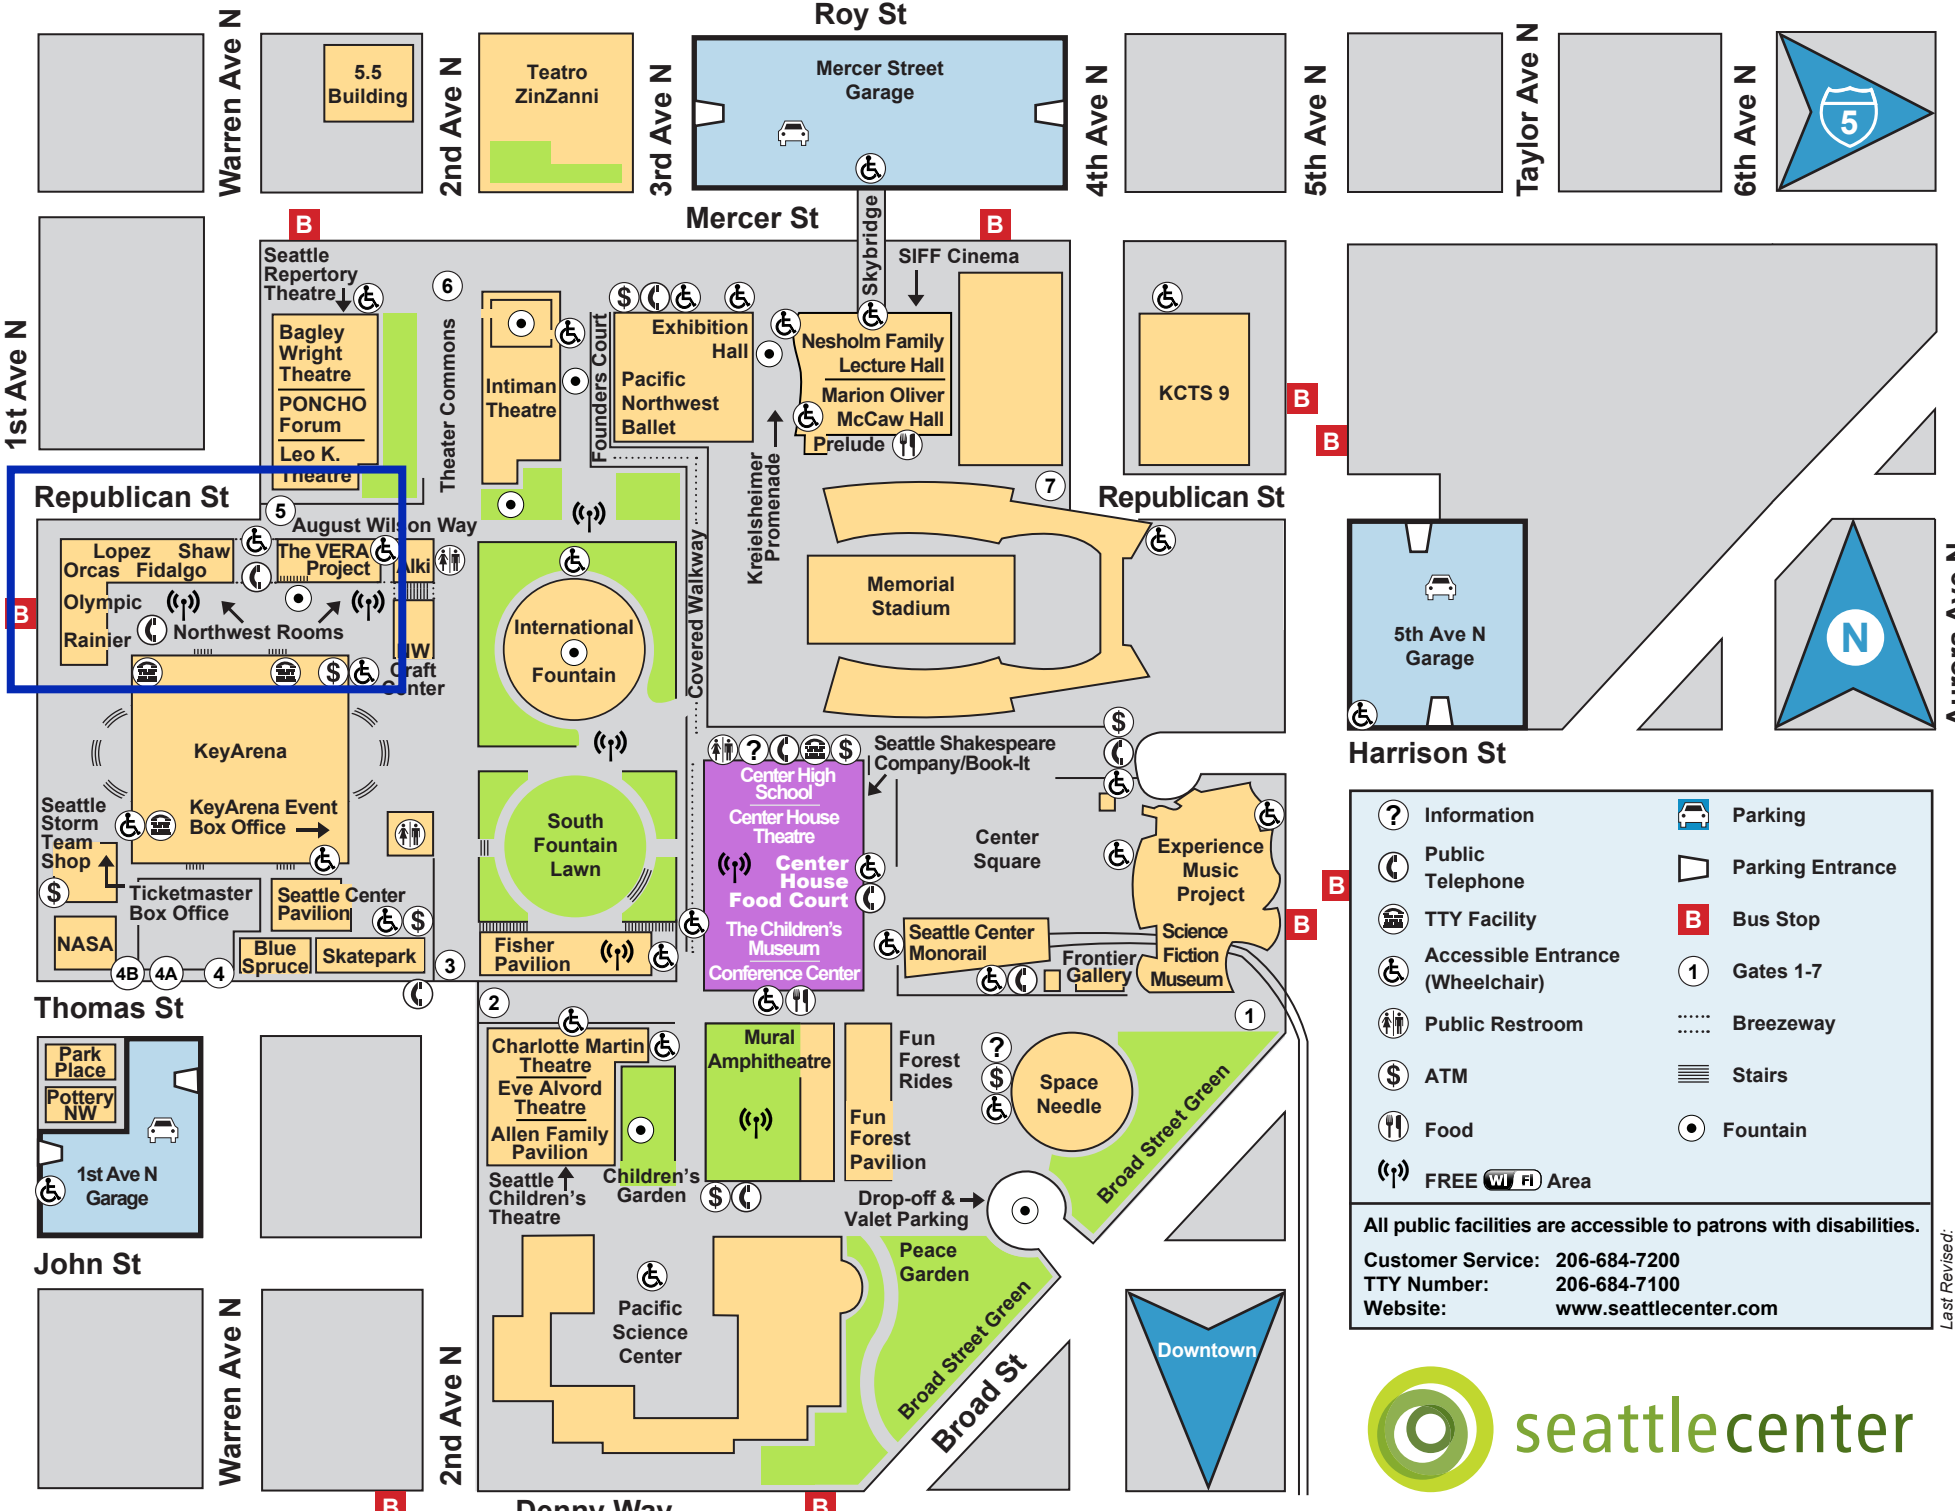 Roy St
Warren Ave N
2nd Ave N
3rd Ave N
4th Ave N
5th Ave N
Taylor Ave N
6th Ave N
5.5
Building
Teatro
ZinZanni
Mercer Street
Garage
5
Mercer St
B
B
Skybridge
SIFF Cinema
1st Ave N
Seattle
Repertory
Theatre
6
Bagley
Wright
Theatre
PONCHO
Forum
Leo K.
Theatre
Theater Commons
Intiman
Theatre
Founders Court
$
Exhibition
Hall
Pacific
Northwest
Ballet
Nesholm Family
Lecture Hall
Marion Oliver
McCaw Hall
Prelude
Kreielsheimer
Promenade
KCTS 9
B
B
Republican St
5
August Wilson Way
7
Republican St
Lopez Shaw
Orcas Fidalgo
Olympic
Rainier
The VERA
Project
Alki
Northwest Rooms
NW
Craft
Center
B
$
International
Fountain
Covered Walkway
Memorial
Stadium
5th Ave N
Garage
N
Aurora Ave N
Harrison St
KeyArena
KeyArena Event
Box Office
Seattle
Storm
Team
Shop
$
Ticketmaster
Box Office
Seattle Center
Pavilion
$
NASA
Blue
Spruce
Skatepark
4B
4A
4
3
South
Fountain
Lawn
Fisher
Pavilion
?
$
Center High
School
Center House
Theatre
Center
House
Food Court
The Children's
Museum
Conference Center
Seattle Shakespeare
Company/Book-It
Center
Square
$
Experience
Music
Project
Science
Fiction
Museum
Seattle Center
Monorail
Frontier
Gallery
B
B
Thomas St
2
1
Park
Place
Pottery
NW
1st Ave N
Garage
Charlotte Martin
Theatre
Eve Alvord
Theatre
Allen Family
Pavilion
Seattle
Children's
Theatre
Children's
Garden
Mural
Amphitheatre
$
Fun
Forest
Rides
Fun
Forest
Pavilion
?
$
Space
Needle
Broad Street Green
Drop-off &
Valet Parking
John St
Warren Ave N
2nd Ave N
Pacific
Science
Center
Peace
Garden
Broad Street Green
Broad St
Downtown
B
Denny Way
B
? Information
Public
Telephone
TTY Facility
Accessible Entrance
(Wheelchair)
Public Restroom
$ ATM
Food
FREE Wi Fi Area
Parking
Parking Entrance
B Bus Stop
1 Gates 1-7
Breezeway
Stairs
Fountain
All public facilities are accessible to patrons with disabilities.
Customer Service: 206-684-7200
TTY Number: 206-684-7100
Website: www.seattlecenter.com
Last Revised:
seattlecenter